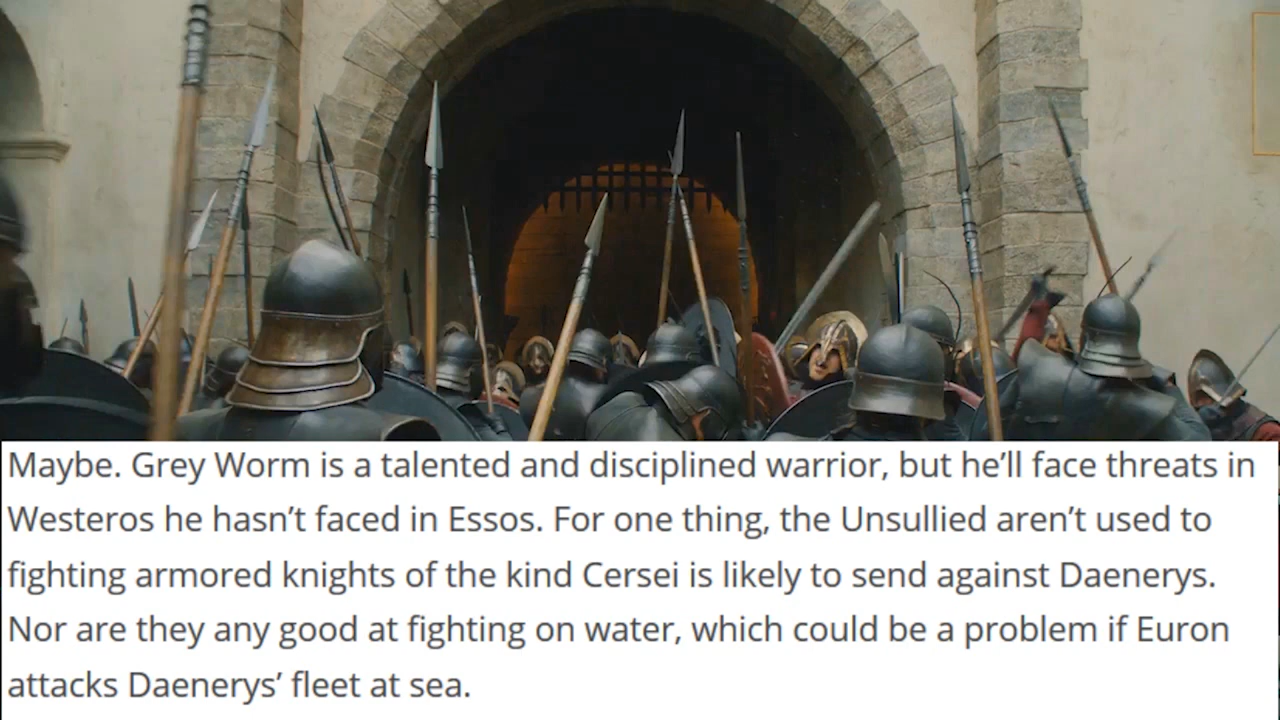 Maybe. Grey Worm is a talented and disciplined warrior, but he’ll face threats in
Westeros he hasn’t faced in Essos. For one thing, the Unsullied aren’t used to
fighting armored knights of the kind Cersei is likely to send against Daenerys.
Nor are they any good at fighting on water, which could be a problem if Euron
attacks Daenerys’ fleet at sea.